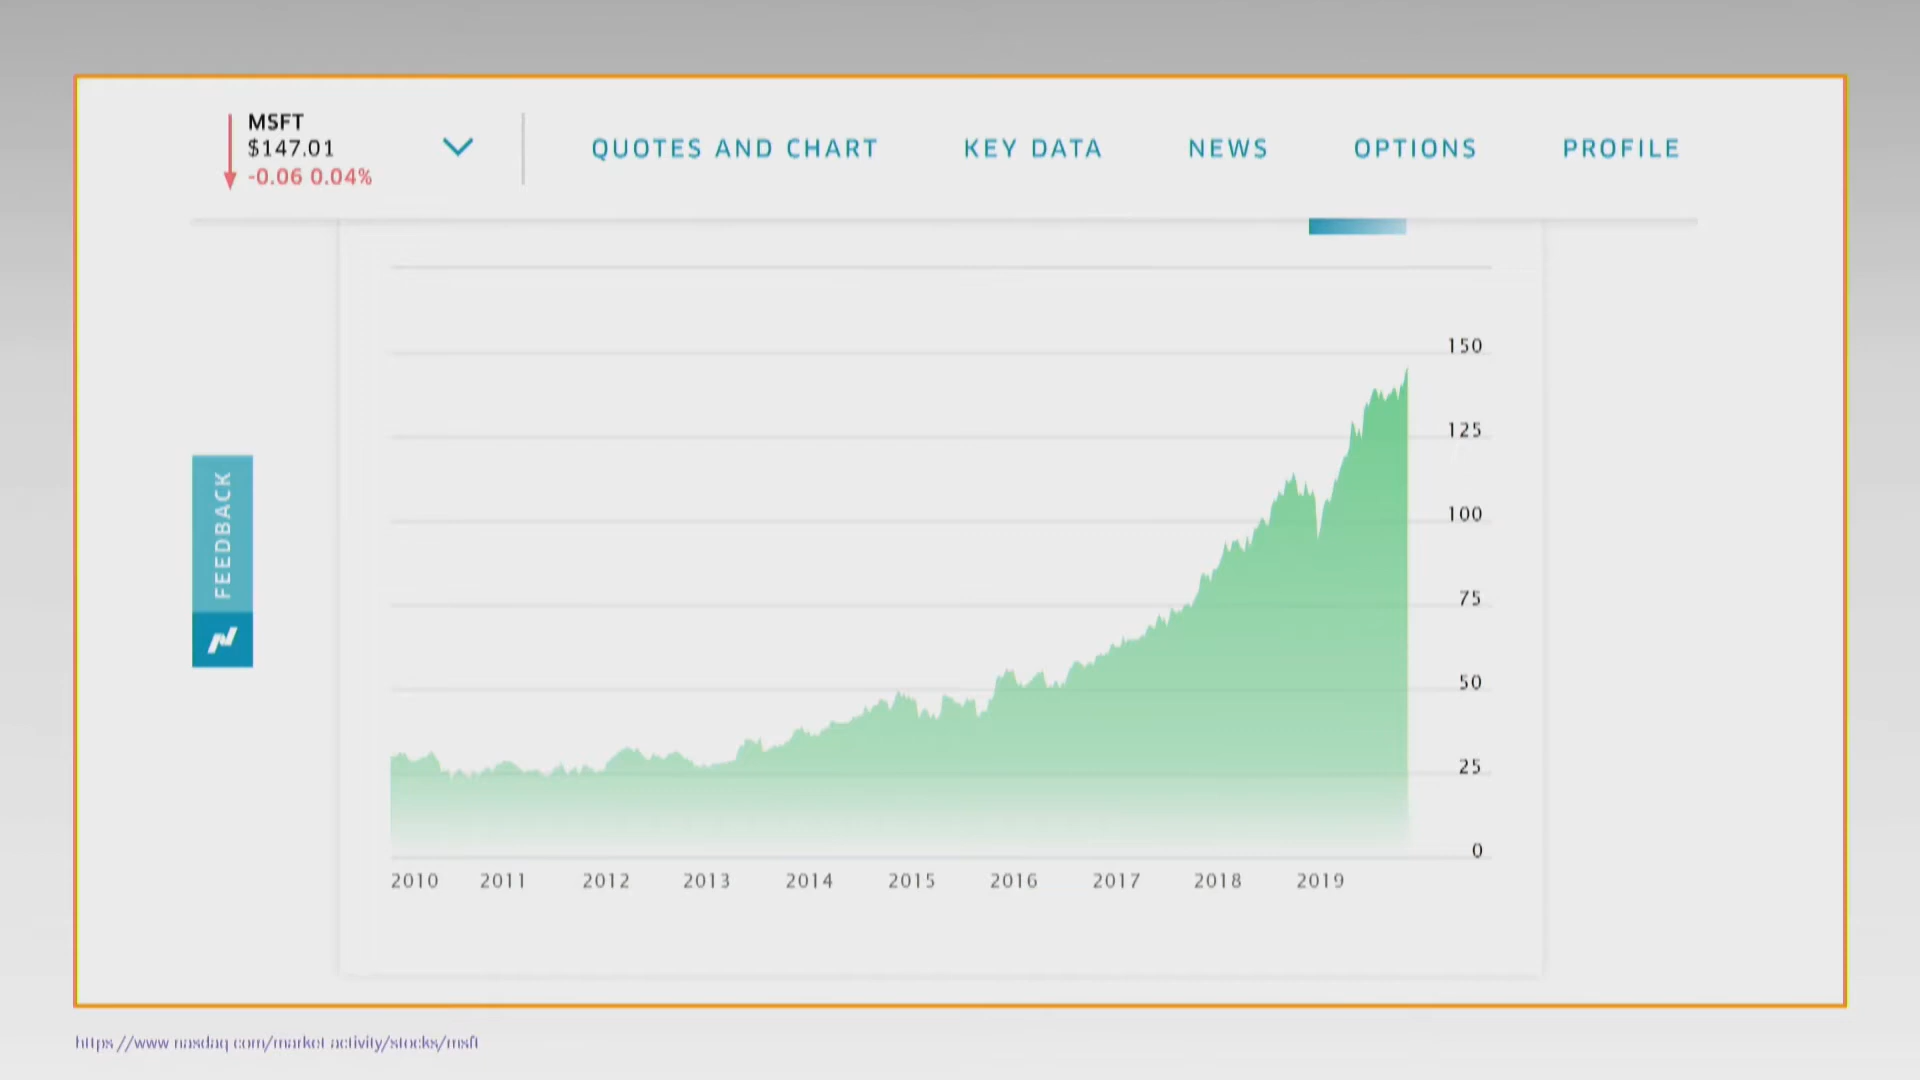 MSFT
$147.01
-0.06 0.04%
QUOTES AND CHART KEY DATA NEWS OPTIONS PROFILE
150
125
100
75
50
25
0
FEEDBACK
2010 2011 2012 2013 2014 2015 2016 2017 2018 2019
https://www.nasdaq.com/market-activity/stocks/msft